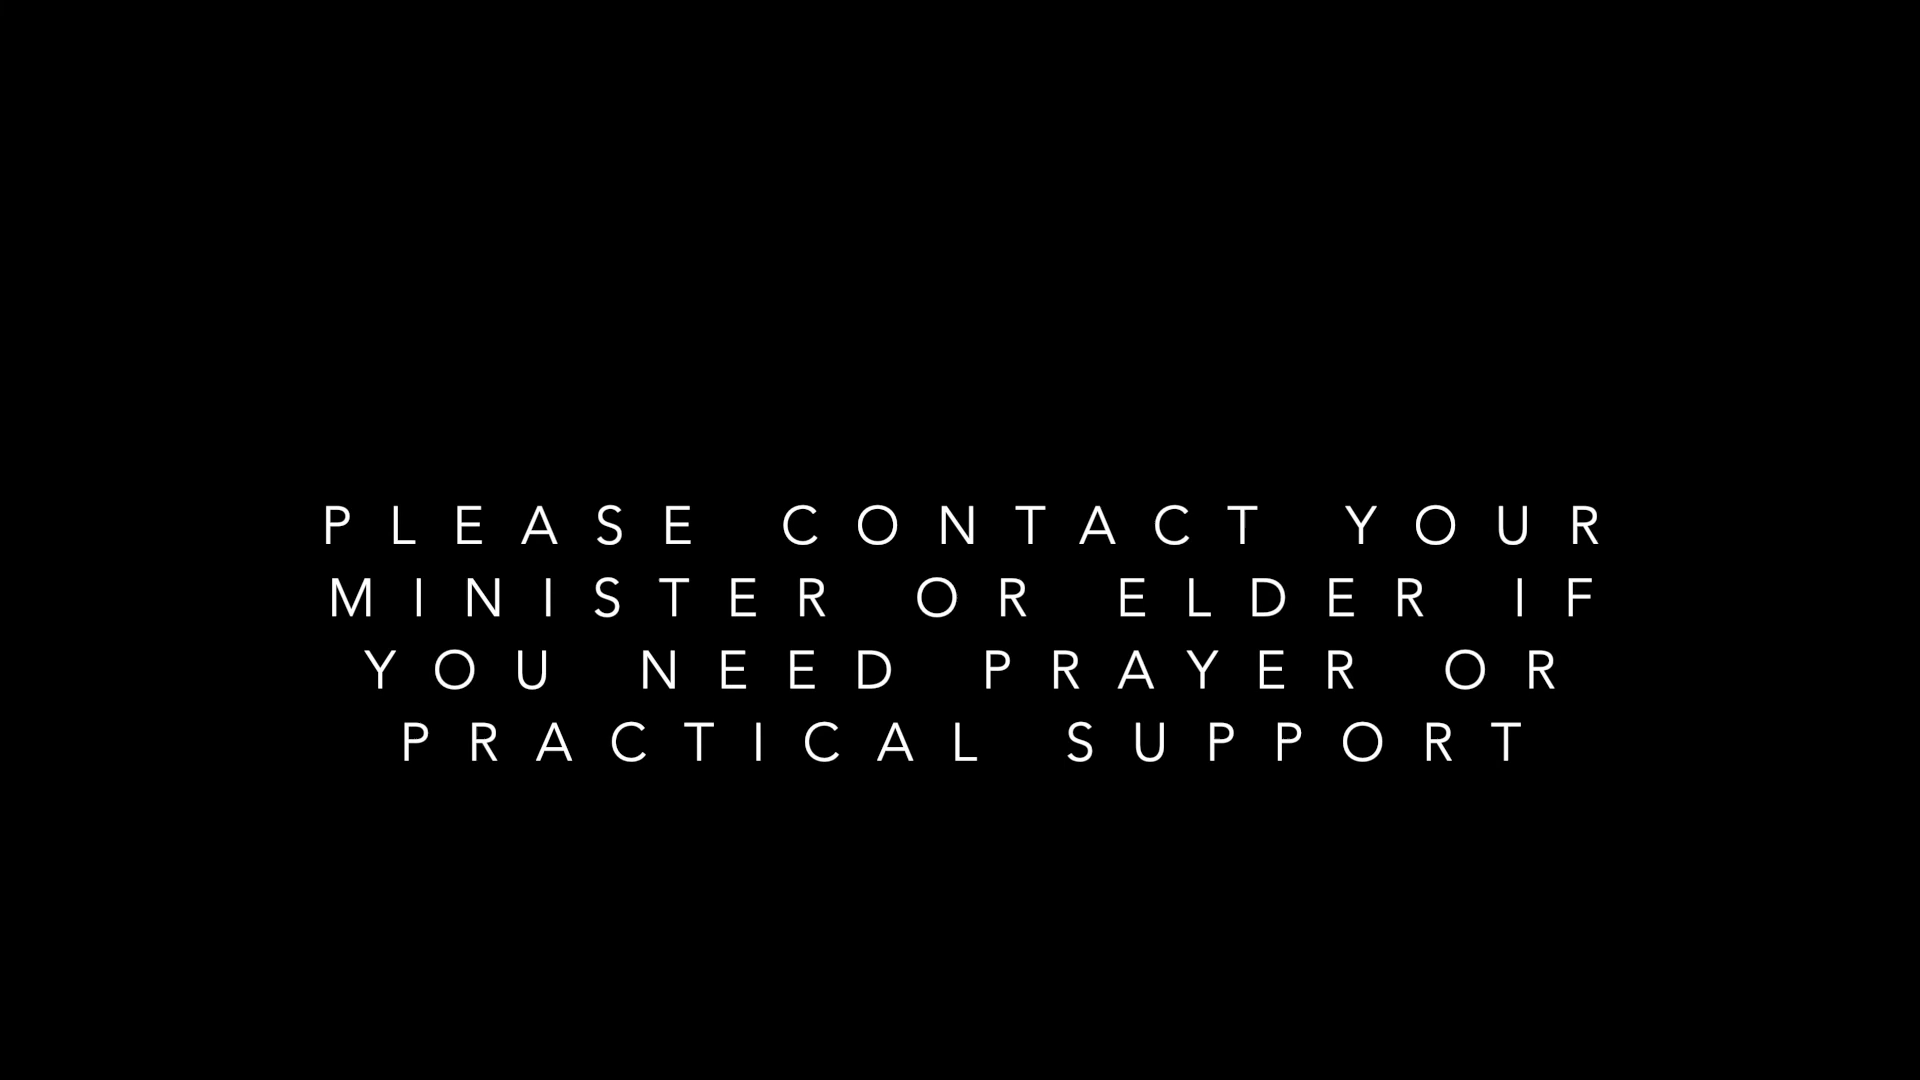 PLEASE CONTACT YOUR
MINISTER OR ELDER IF
YOU NEED PRAYER OR
PRACTICAL SUPPORT